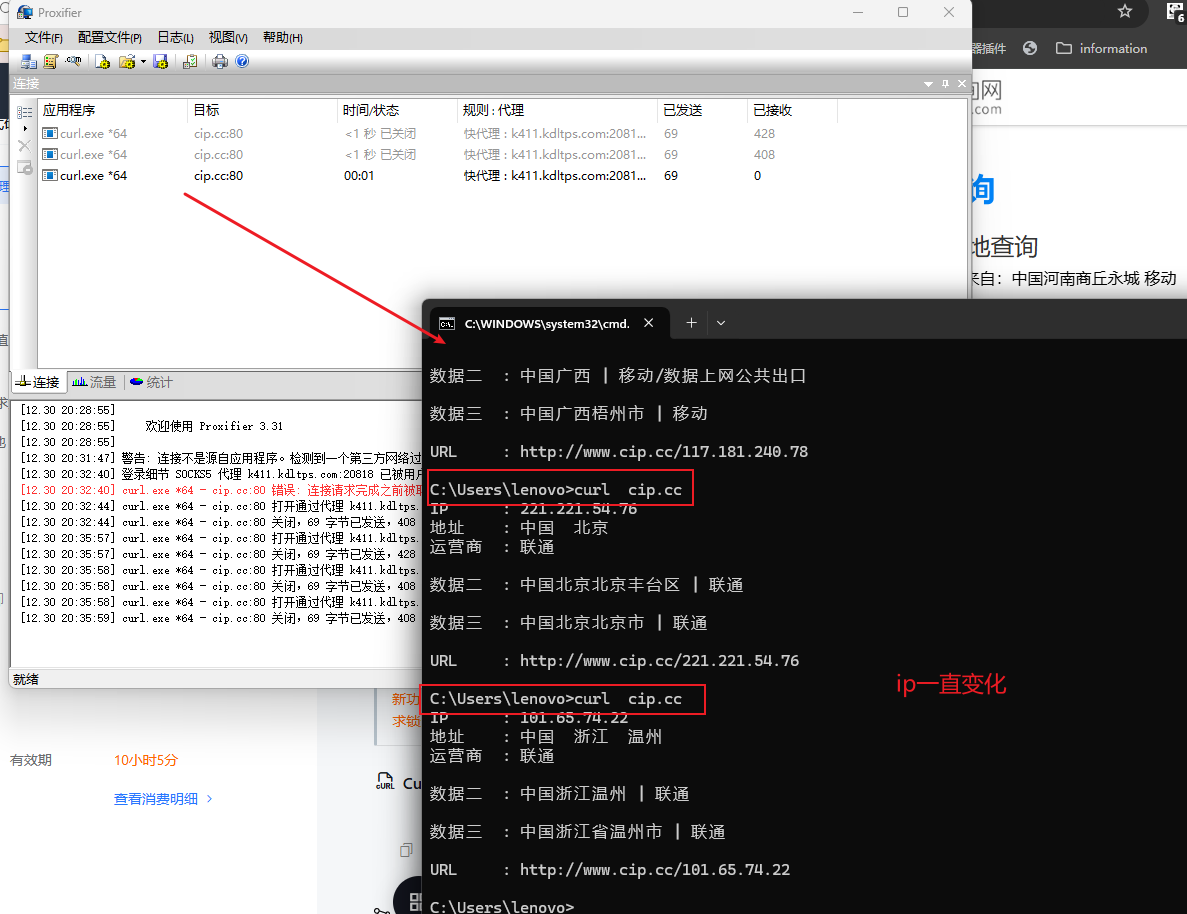 Proxifier
文件(F) 配置文件(P) 日志(L) 视图(V) 帮助(H)
器插件 information
.com
连接
应用程序 目标 时间/状态 规则 : 代理 已发送 已接收
curl.exe *64 cip.cc:80 <1 秒 已关闭 快代理 : k411.kdltps.com:2081... 69 428
curl.exe *64 cip.cc:80 <1 秒 已关闭 快代理 : k411.kdltps.com:2081... 69 408
curl.exe *64 cip.cc:80 00:01 快代理 : k411.kdltps.com:2081... 69 0
询
地查询
来自：中国河南商丘永城 移动
连接 流量 统计
[12.30 20:28:55]
[12.30 20:28:55] 欢迎使用 Proxifier 3.31
[12.30 20:28:55]
[12.30 20:31:47] 警告：连接不是源自应用程序。检测到一个第三方网络过
[12.30 20:32:40] 登录细节 SOCKS5 代理 k411.kdltps.com:20818 已被用户
[12.30 20:32:40] curl.exe *64 - cip.cc:80 错误：连接请求完成之前被取
[12.30 20:32:44] curl.exe *64 - cip.cc:80 打开通过代理 k411.kdltps.
[12.30 20:32:44] curl.exe *64 - cip.cc:80 关闭，69 字节已发送，408
[12.30 20:35:57] curl.exe *64 - cip.cc:80 打开通过代理 k411.kdltps.
[12.30 20:35:57] curl.exe *64 - cip.cc:80 关闭，69 字节已发送，428
[12.30 20:35:58] curl.exe *64 - cip.cc:80 打开通过代理 k411.kdltps.
[12.30 20:35:58] curl.exe *64 - cip.cc:80 关闭，69 字节已发送，408
[12.30 20:35:58] curl.exe *64 - cip.cc:80 打开通过代理 k411.kdltps.
[12.30 20:35:59] curl.exe *64 - cip.cc:80 关闭，69 字节已发送，408
就绪
C:\WINDOWS\system32\cmd.
数据二 : 中国广西 | 移动/数据上网公共出口
数据三 : 中国广西梧州市 | 移动
URL : http://www.cip.cc/117.181.240.78
C:\Users\lenovo>curl cip.cc
IP : 221.221.54.76
地址 : 中国 北京
运营商 : 联通
数据二 : 中国北京北京丰台区 | 联通
数据三 : 中国北京北京市 | 联通
URL : http://www.cip.cc/221.221.54.76
C:\Users\lenovo>curl cip.cc
IP : 101.65.74.22
地址 : 中国 浙江 温州
运营商 : 联通
数据二 : 中国浙江温州 | 联通
数据三 : 中国浙江省温州市 | 联通
URL : http://www.cip.cc/101.65.74.22
C:\Users\lenovo>
ip一直变化
新功
求锁
有效期 10小时5分
查看消费明细
cURL Cu